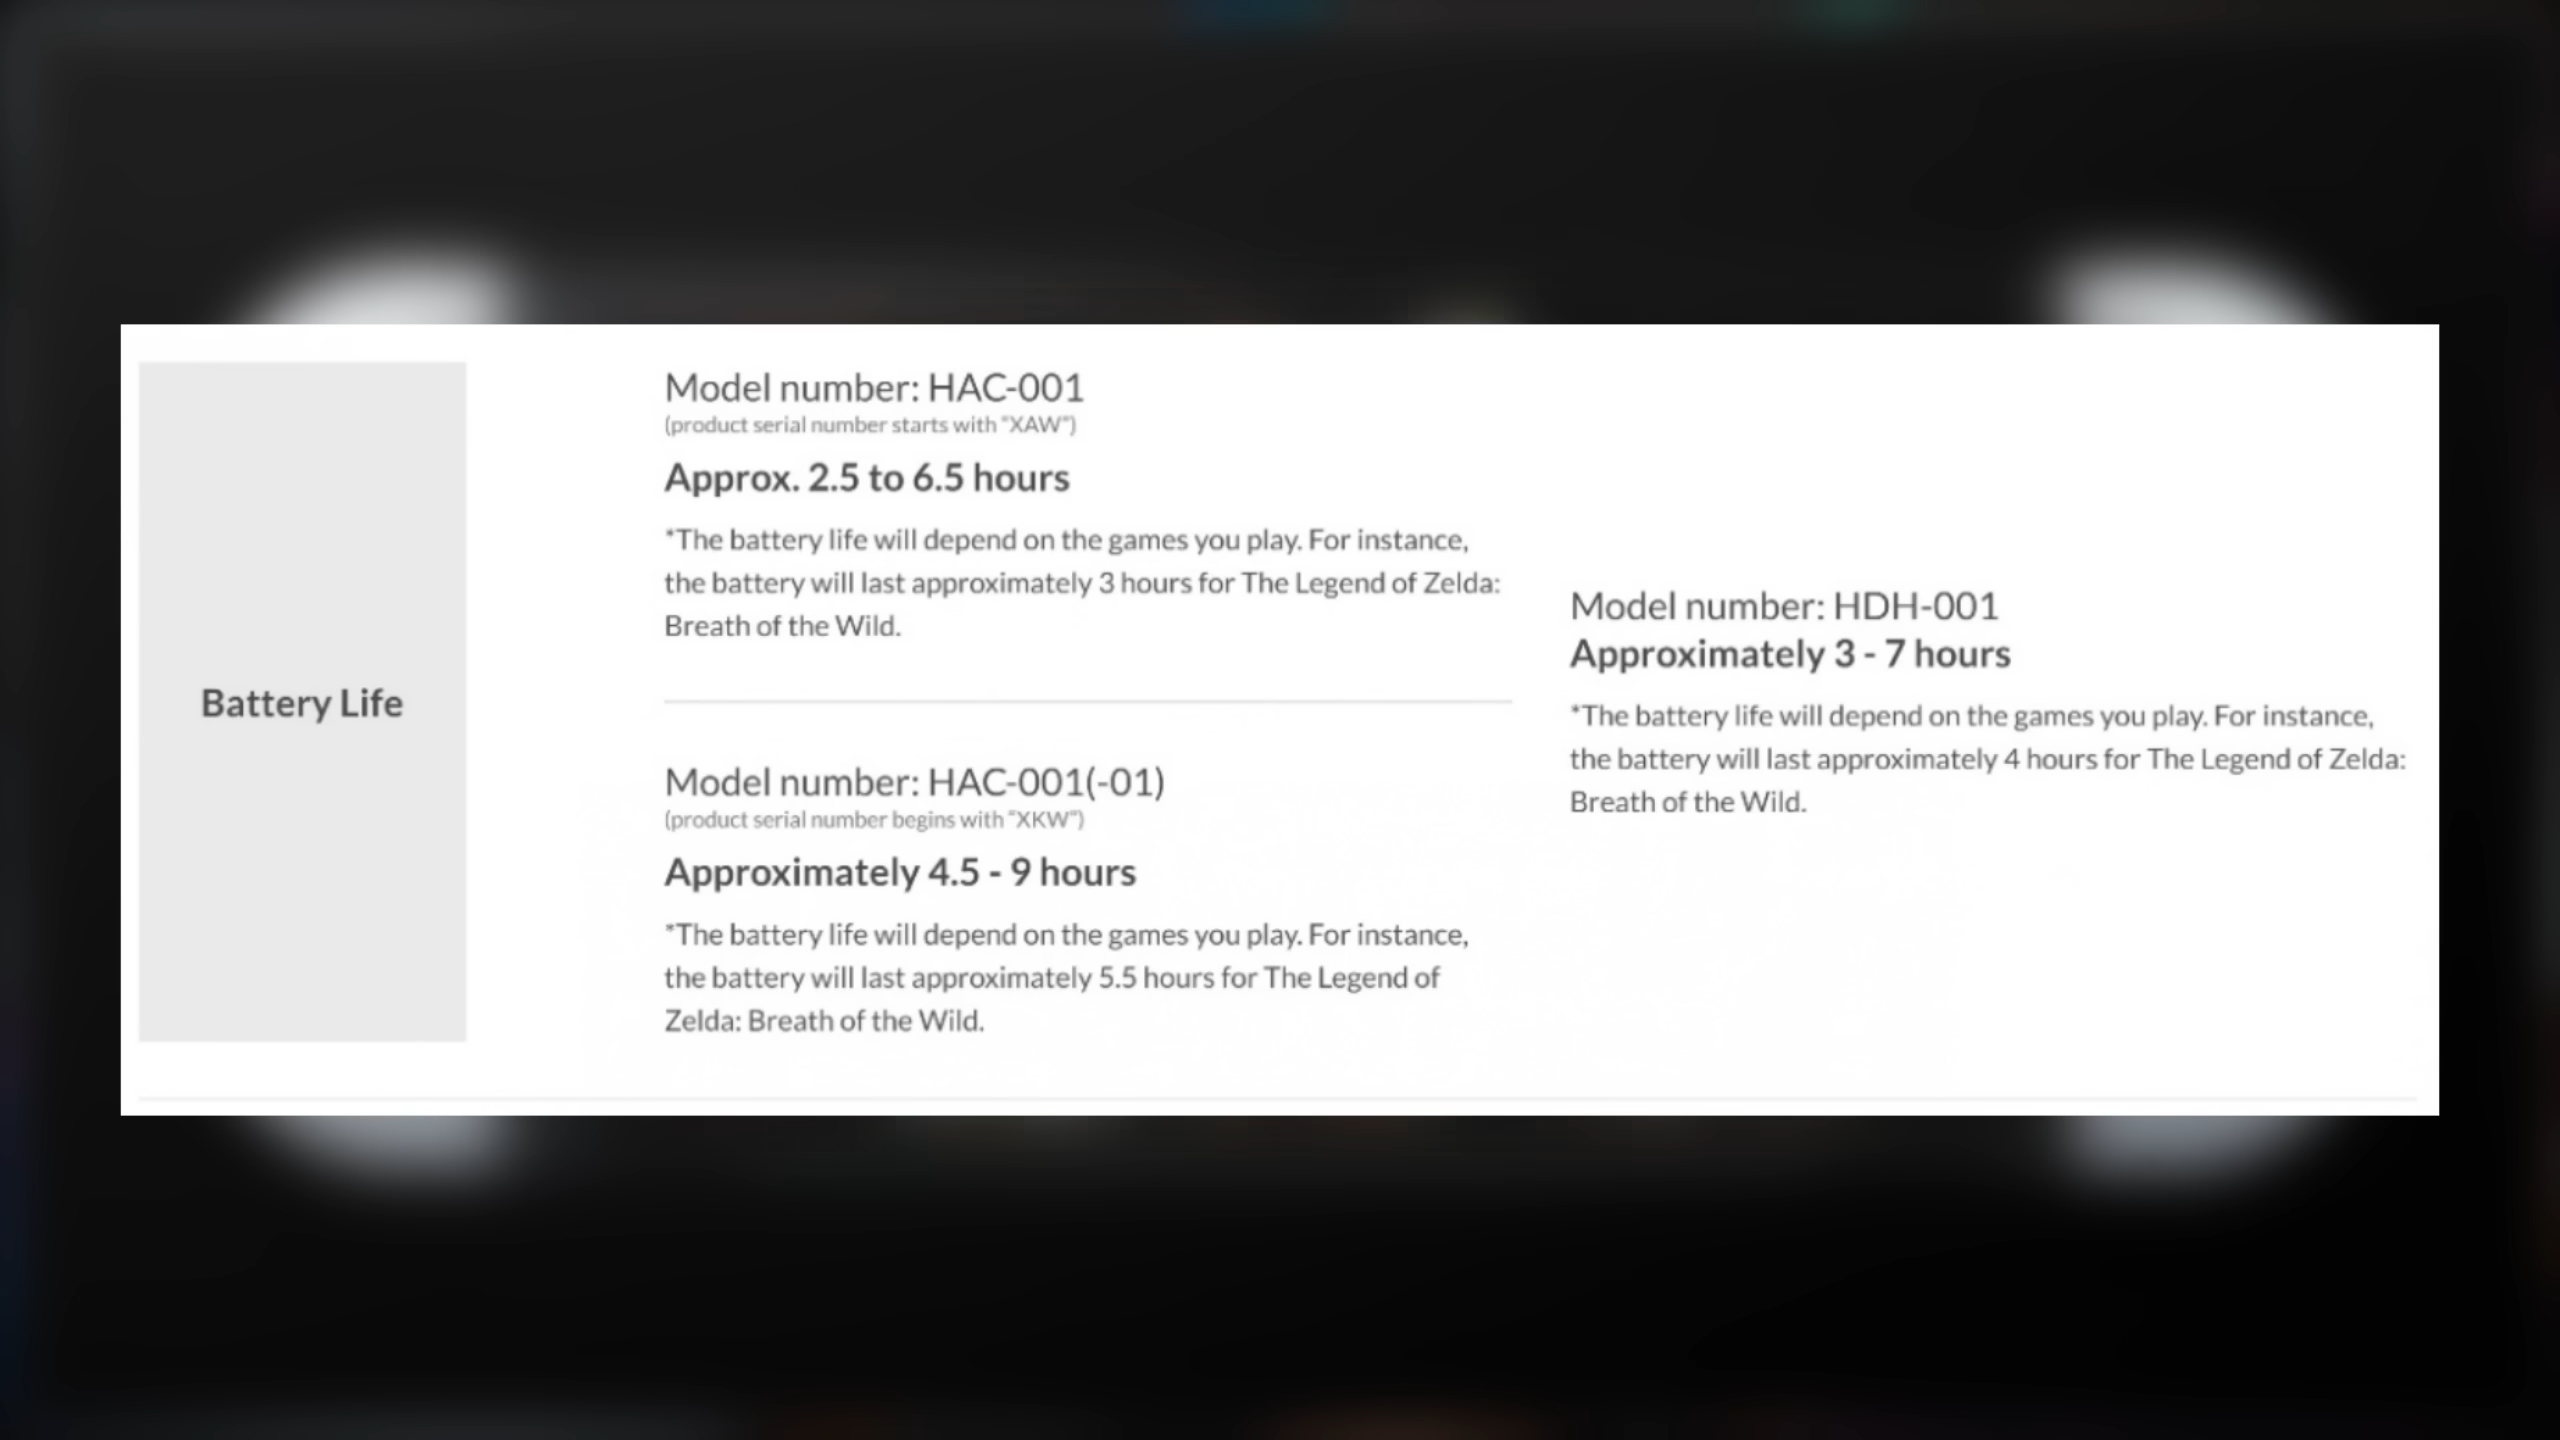 Battery Life
Model number: HAC-001
(product serial number starts with "XAW")
Approx. 2.5 to 6.5 hours
*The battery life will depend on the games you play. For instance,
the battery will last approximately 3 hours for The Legend of Zelda:
Breath of the Wild.
Model number: HAC-001(-01)
(product serial number begins with "XKW")
Approximately 4.5 - 9 hours
*The battery life will depend on the games you play. For instance,
the battery will last approximately 5.5 hours for The Legend of
Zelda: Breath of the Wild.
Model number: HDH-001
Approximately 3 - 7 hours
*The battery life will depend on the games you play. For instance,
the battery will last approximately 4 hours for The Legend of Zelda:
Breath of the Wild.